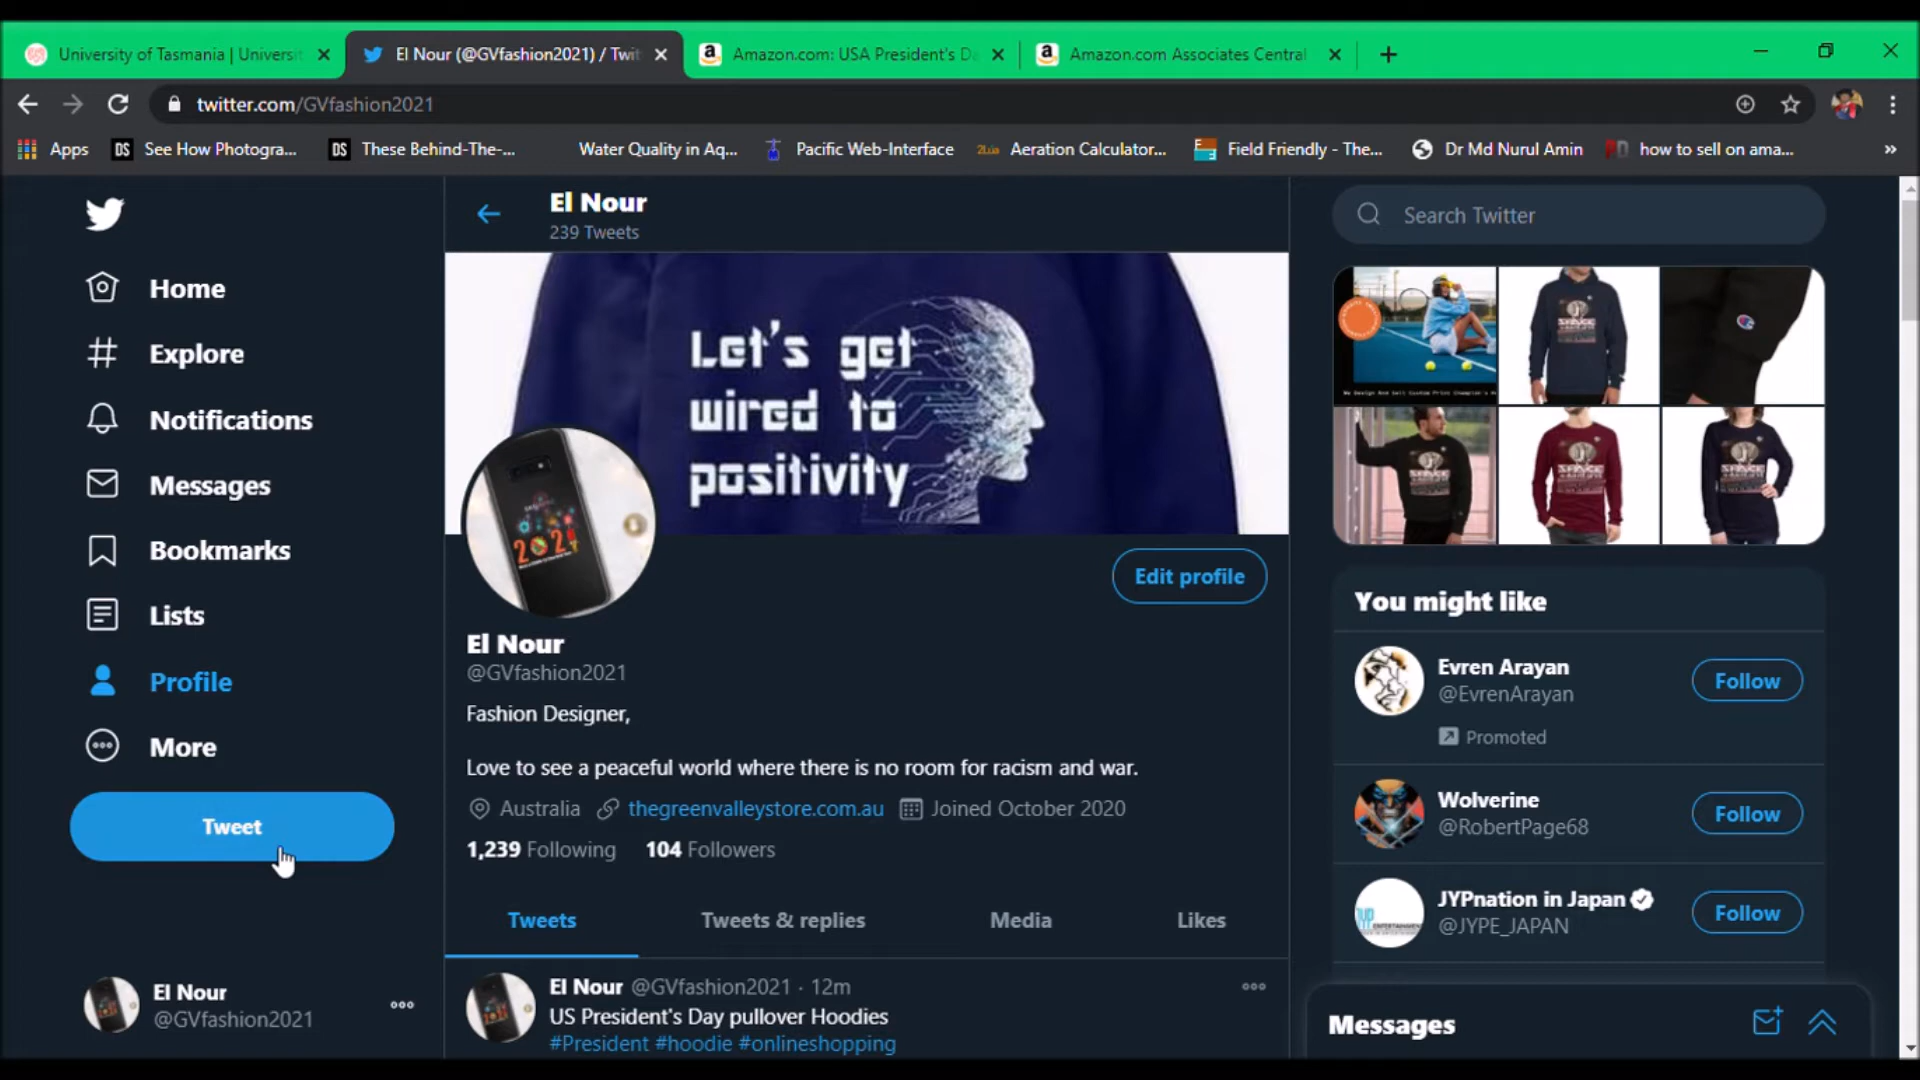 University of Tasmania | Universit
El Nour (@GVfashion2021) / Twit
Amazon.com: USA President's Da
Amazon.com Associates Central
twitter.com/GVfashion2021
Apps
DS See How Photogra...
DS These Behind-The-...
Water Quality in Aq...
Pacific Web-Interface
Aeration Calculator...
Field Friendly - The...
Dr Md Nurul Amin
how to sell on ama...
El Nour
239 Tweets
Search Twitter
Home
Explore
Notifications
Messages
Bookmarks
Lists
Profile
More
Tweet
El Nour
@GVfashion2021
Let's get
wired to
positivity
2021
Edit profile
El Nour
@GVfashion2021
Fashion Designer,
Love to see a peaceful world where there is no room for racism and war.
Australia thegreenvalleystore.com.au Joined October 2020
1,239 Following 104 Followers
Tweets Tweets & replies Media Likes
El Nour @GVfashion2021 · 12m
US President's Day pullover Hoodies
#President #hoodie #onlineshopping
You might like
Evren Arayan
@EvrenArayan
Follow
Promoted
Wolverine
@RobertPage68
Follow
JYPnation in Japan
@JYPE_JAPAN
Follow
Messages